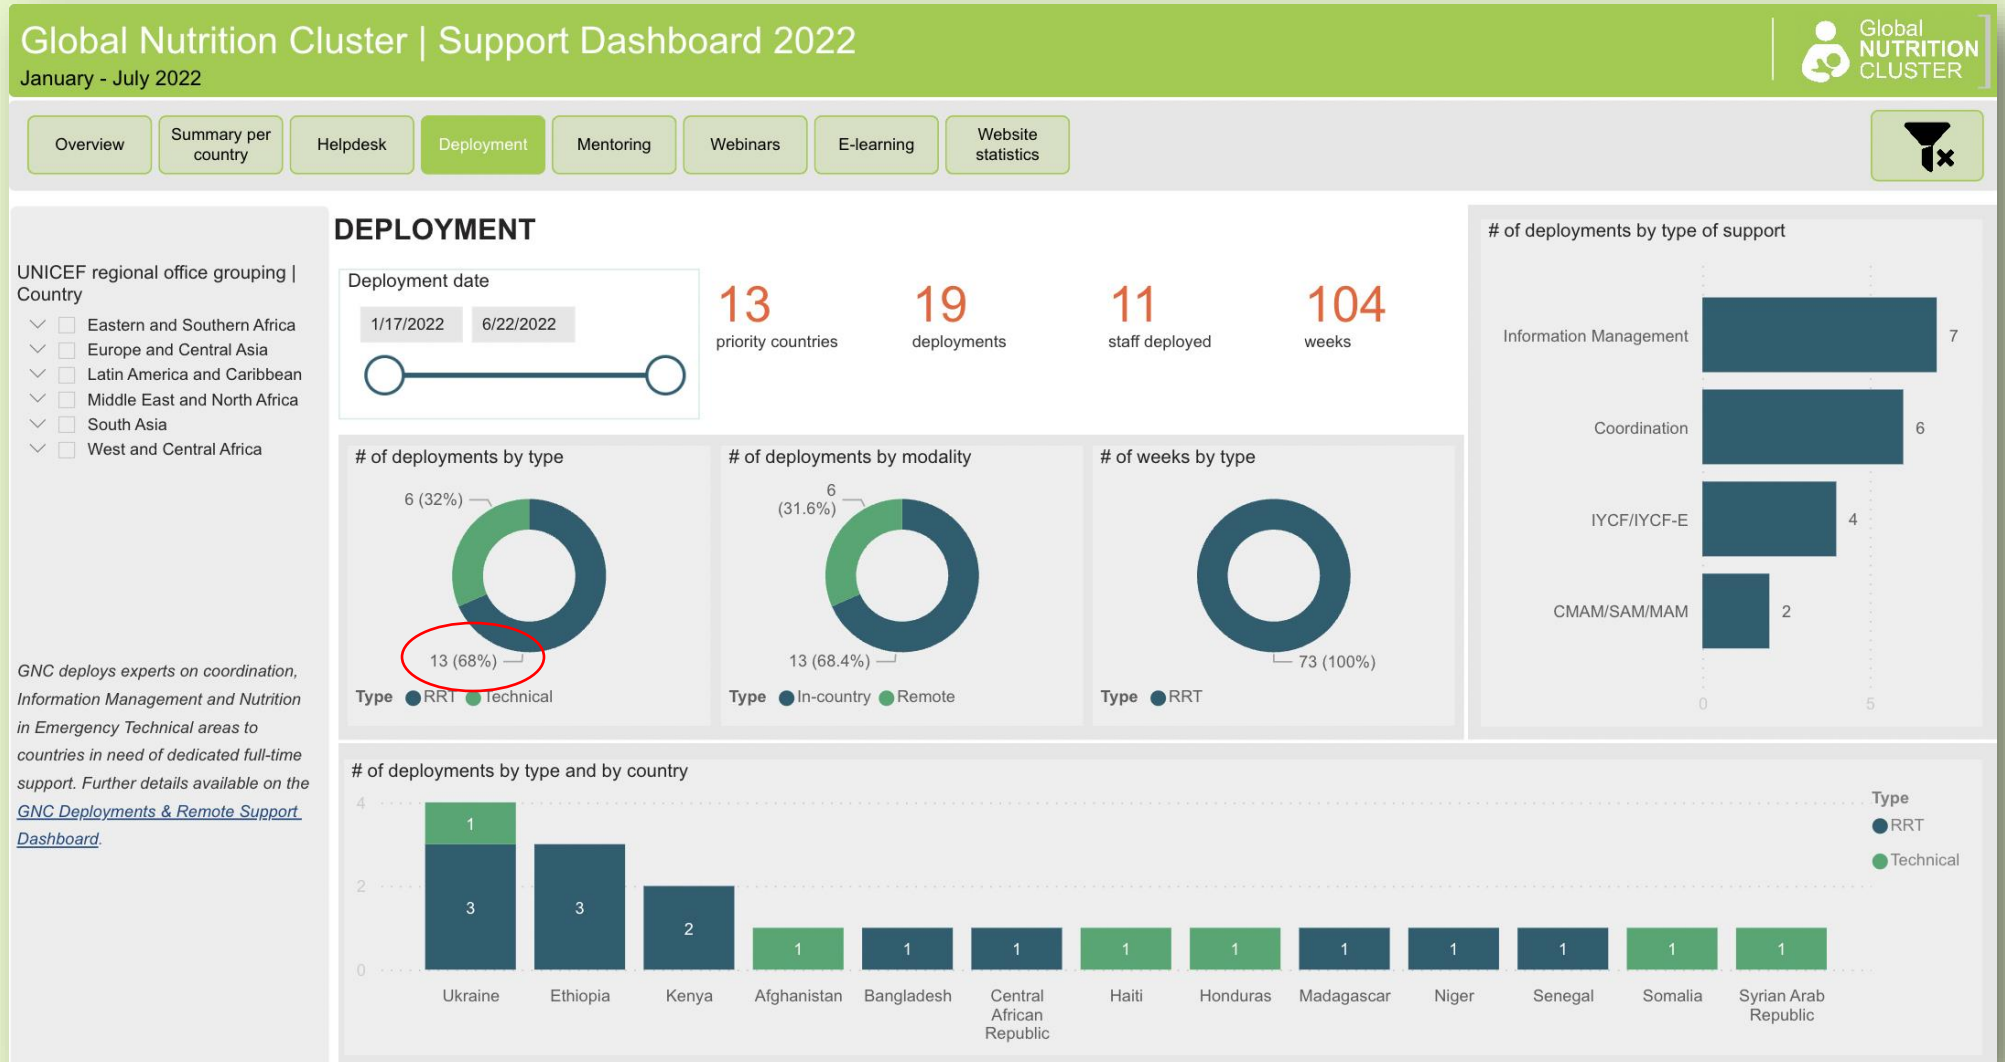 Global Nutrition Cluster | Support Dashboard 2022
January - July 2022
Global
NUTRITION
CLUSTER
Overview
Summary per
country
Helpdesk
Deployment
Mentoring
Webinars
E-learning
Website
statistics
UNICEF regional office grouping |
Country
Eastern and Southern Africa
Europe and Central Asia
Latin America and Caribbean
Middle East and North Africa
South Asia
West and Central Africa
GNC deploys experts on coordination,
Information Management and Nutrition
in Emergency Technical areas to
countries in need of dedicated full-time
support. Further details available on the
GNC Deployments & Remote Support
Dashboard.
DEPLOYMENT
Deployment date
1/17/2022 6/22/2022
13
priority countries
19
deployments
11
staff deployed
104
weeks
# of deployments by type
6 (32%)
13 (68%)
Type RRT Technical
# of deployments by modality
6
(31.6%)
13 (68.4%)
Type In-country Remote
# of weeks by type
73 (100%)
Type RRT
# of deployments by type of support
Information Management 7
Coordination 6
IYCF/IYCF-E 4
CMAM/SAM/MAM 2
0 5
# of deployments by type and by country
4
2
0
1
3 3 2 1 1 1 1 1 1 1 1 1 1
Ukraine Ethiopia Kenya Afghanistan Bangladesh Central African Republic Haiti Honduras Madagascar Niger Senegal Somalia Syrian Arab Republic
Type
RRT
Technical